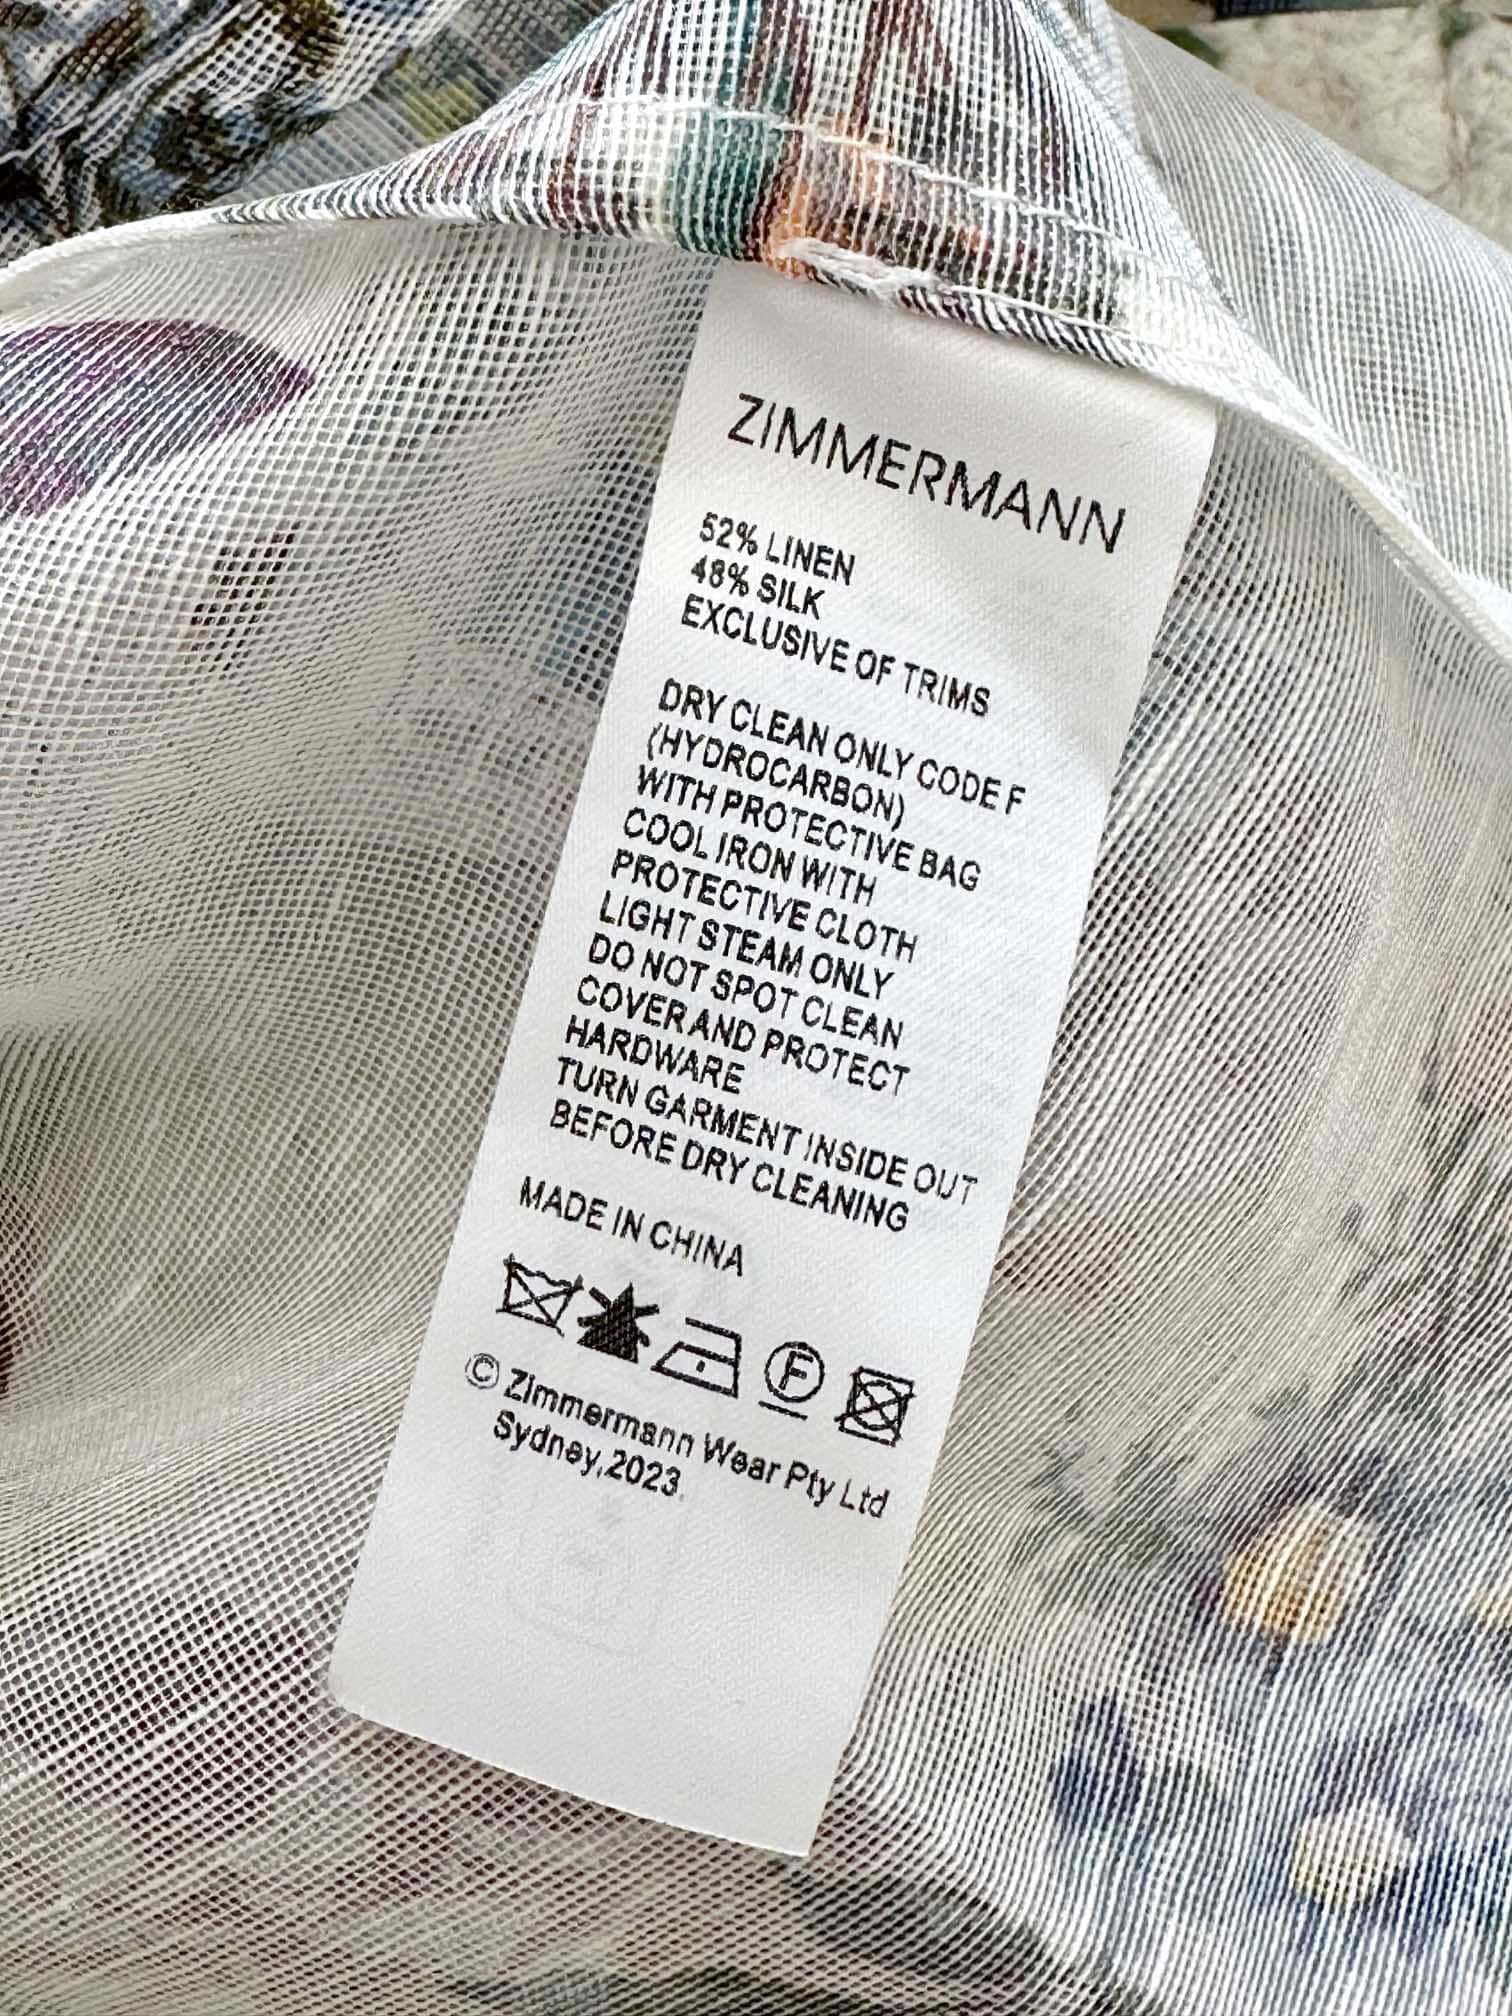 ZIMMERMANN
52% LINEN
48% SILK
EXCLUSIVE OF TRIMS
DRY CLEAN ONLY CODE F
(HYDROCARBON)
WITH PROTECTIVE BAG
COOL IRON WITH
PROTECTIVE CLOTH
LIGHT STEAM ONLY
DO NOT SPOT CLEAN
COVER AND PROTECT
HARDWARE
TURN GARMENT INSIDE OUT
BEFORE DRY CLEANING
MADE IN CHINA
F
© Zimmermann Wear Pty Ltd
Sydney,2023.